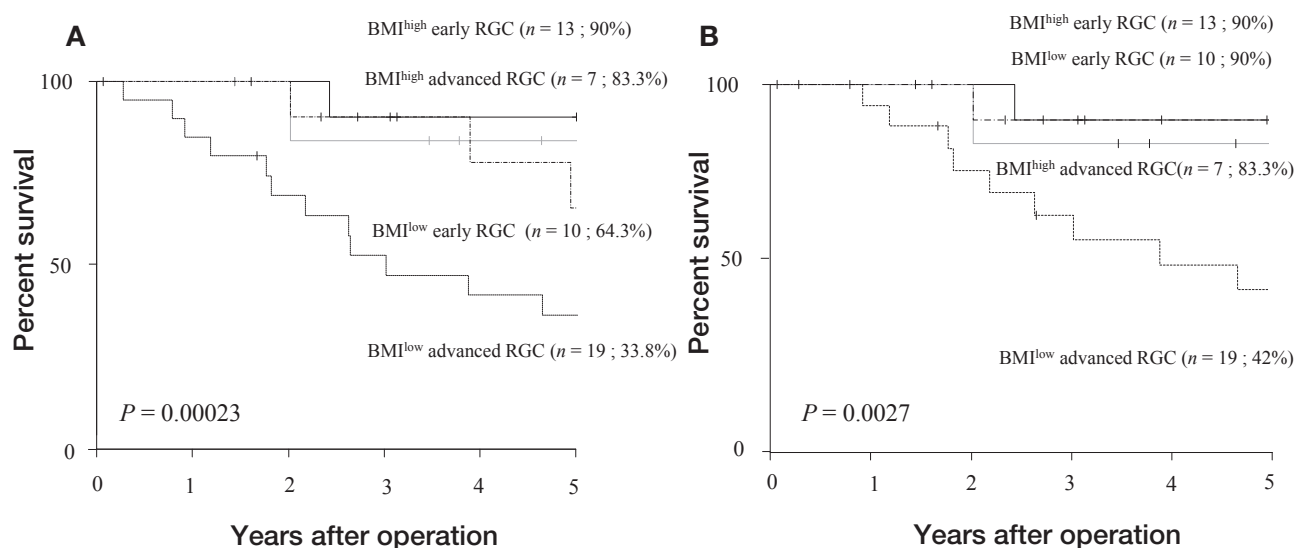 A
BMIhigh early RGC (n = 13 ; 90%)
BMIhigh advanced RGC (n = 7 ; 83.3%)
BMIlow early RGC (n = 10 ; 64.3%)
BMIlow advanced RGC (n = 19 ; 33.8%)
P = 0.00023
Percent survival
100
50
0
0 1 2 3 4 5
Years after operation
B
BMIhigh early RGC (n = 13 ; 90%)
BMIlow early RGC (n = 10 ; 90%)
BMIhigh advanced RGC(n = 7 ; 83.3%)
BMIlow advanced RGC (n = 19 ; 42%)
P = 0.0027
Percent survival
100
50
0
0 1 2 3 4 5
Years after operation